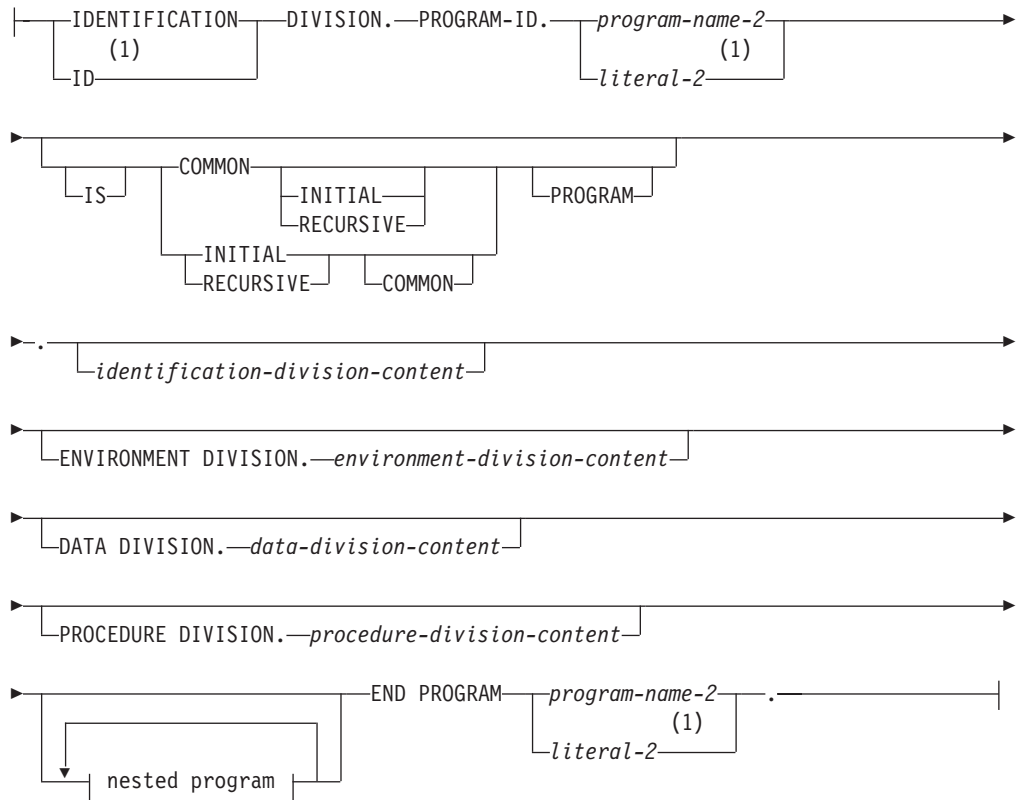 IDENTIFICATION DIVISION. PROGRAM-ID. program-name-2
(1) (1)
ID literal-2
COMMON
IS INITIAL PROGRAM
RECURSIVE
INITIAL
RECURSIVE COMMON
.
identification-division-content
ENVIRONMENT DIVISION. environment-division-content
DATA DIVISION. data-division-content
PROCEDURE DIVISION. procedure-division-content
END PROGRAM program-name-2 .
(1)
literal-2
nested program